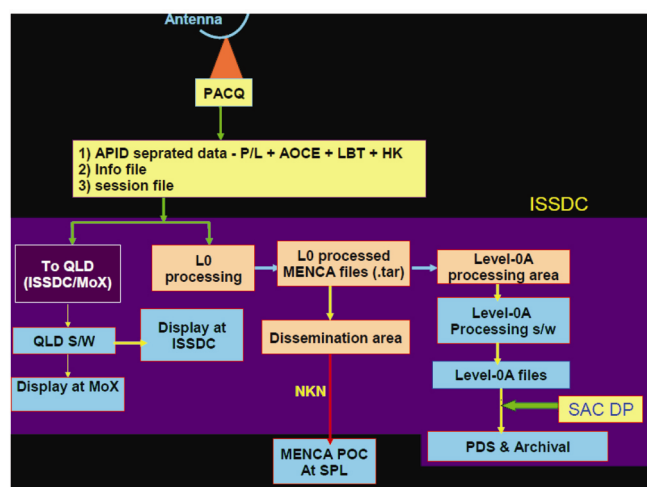 Antenna
PACQ
1) APID seprated data - P/L + AOCE + LBT + HK
2) Info file
3) session file
ISSDC
To QLD
(ISSDC/MoX)
L0
processing
L0 processed
MENCA files (.tar)
Level-0A
processing area
QLD S/W
Display at
ISSDC
Dissemination area
Level-0A
Processing s/w
Display at MoX
NKN
Level-0A files
SAC DP
MENCA POC
At SPL
PDS & Archival